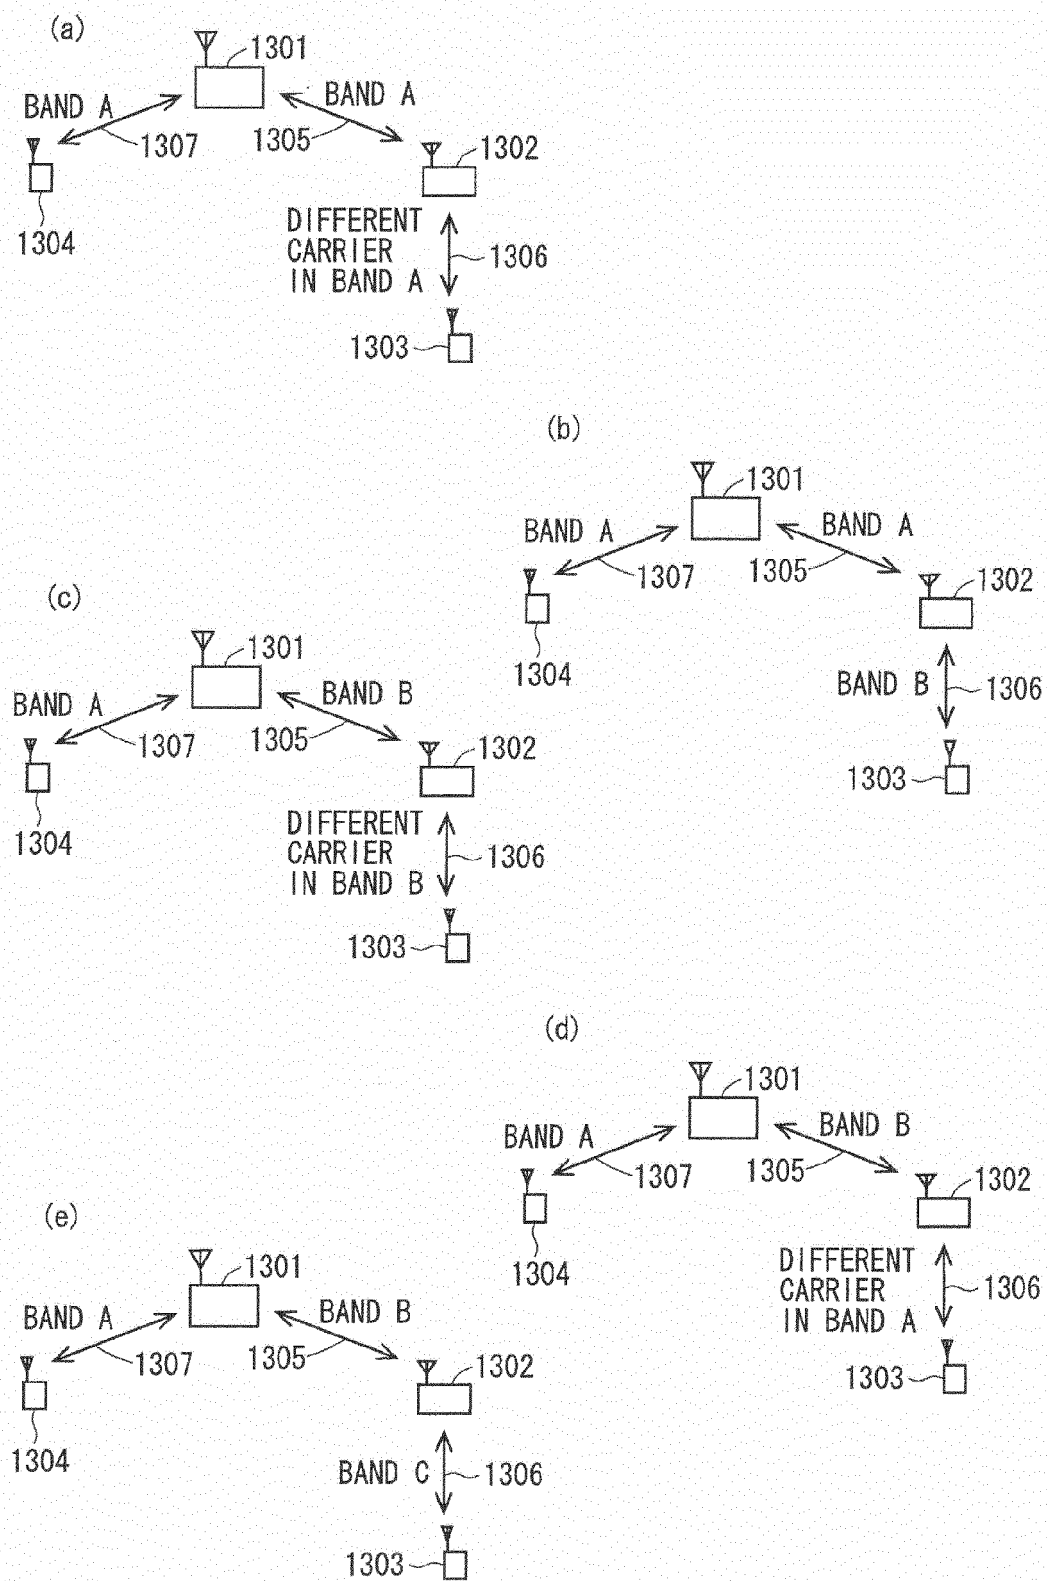 (a)
1301
BAND A
BAND A
1307
1305
1302
1304
DIFFERENT
CARRIER
IN BAND A
1306
1303
(b)
1301
BAND A
BAND A
1307
1305
1302
1304
BAND B
1306
1303
(c)
1301
BAND A
BAND B
1307
1305
1302
1304
DIFFERENT
CARRIER
IN BAND B
1306
1303
(d)
1301
BAND A
BAND B
1307
1305
1302
1304
DIFFERENT
CARRIER
IN BAND A
1306
1303
(e)
1301
BAND A
BAND B
1307
1305
1302
1304
BAND C
1306
1303